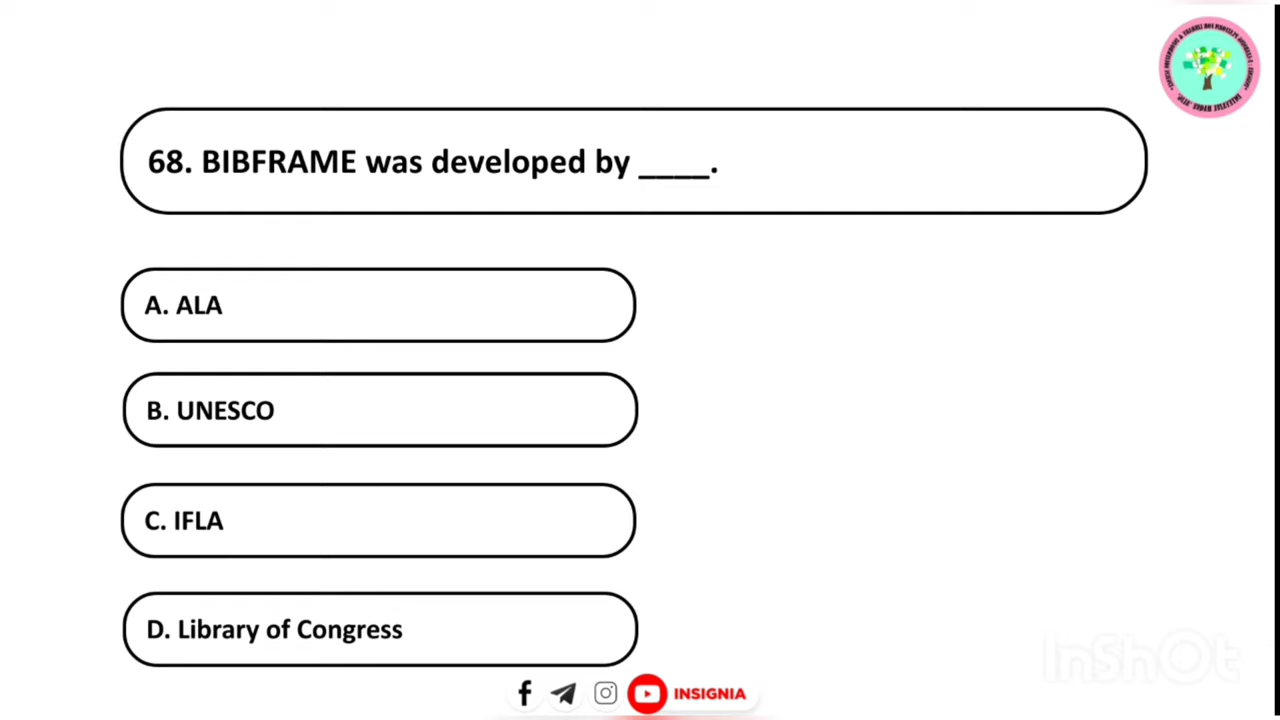 68. BIBFRAME was developed by ____.
A. ALA
B. UNESCO
C. IFLA
D. Library of Congress
INSIGNIA
InShOt